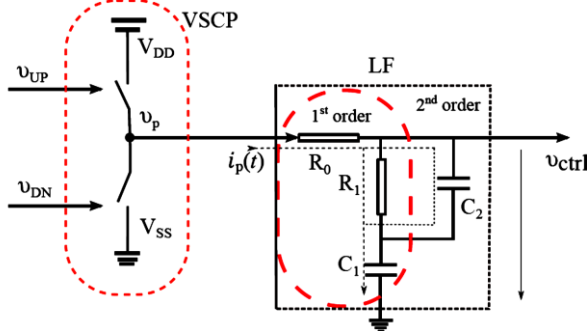 VSCP
V_DD
LF
υ_UP
υ_p
1st order
2nd order
i_p(t)
R_0
υ_ctrl
R_1
C_2
υ_DN
V_SS
C_1